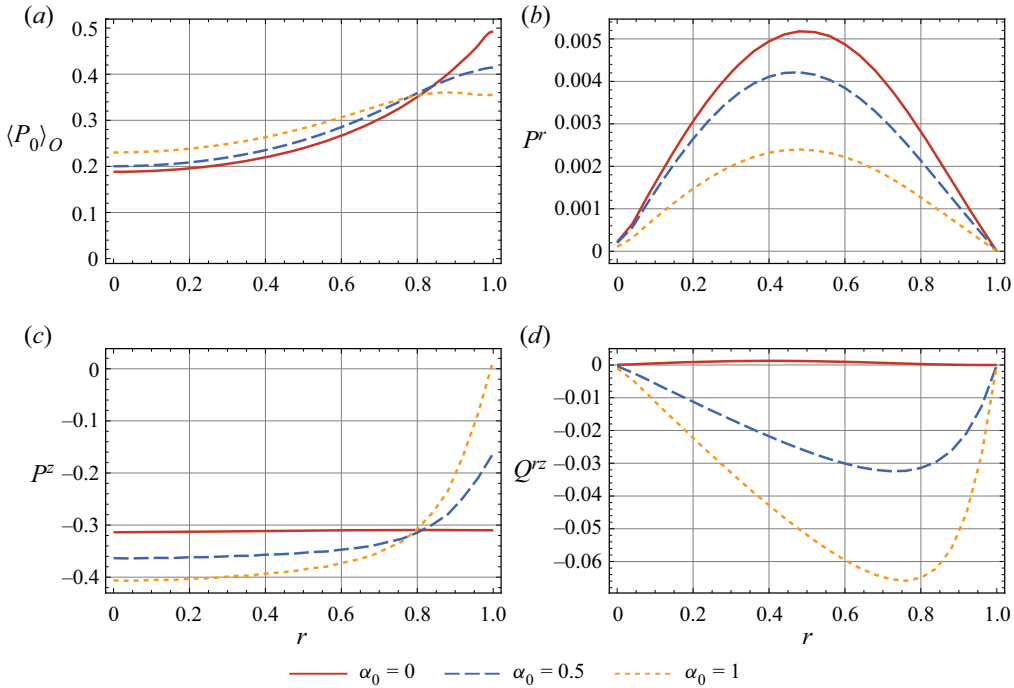 (a) (b)
0.5
0.4
⟨P₀⟩_O
0.3
0.2
0.1
0
0 0.2 0.4 0.6 0.8 1.0
0.005
0.004
P^r
0.003
0.002
0.001
0
0 0.2 0.4 0.6 0.8 1.0
(c) (d)
0
–0.1
P^z
–0.2
–0.3
–0.4
0 0.2 0.4 0.6 0.8 1.0
r
0
–0.01
–0.02
–0.03
Q^{rz}
–0.04
–0.05
–0.06
0 0.2 0.4 0.6 0.8 1.0
r
α₀ = 0 α₀ = 0.5 α₀ = 1